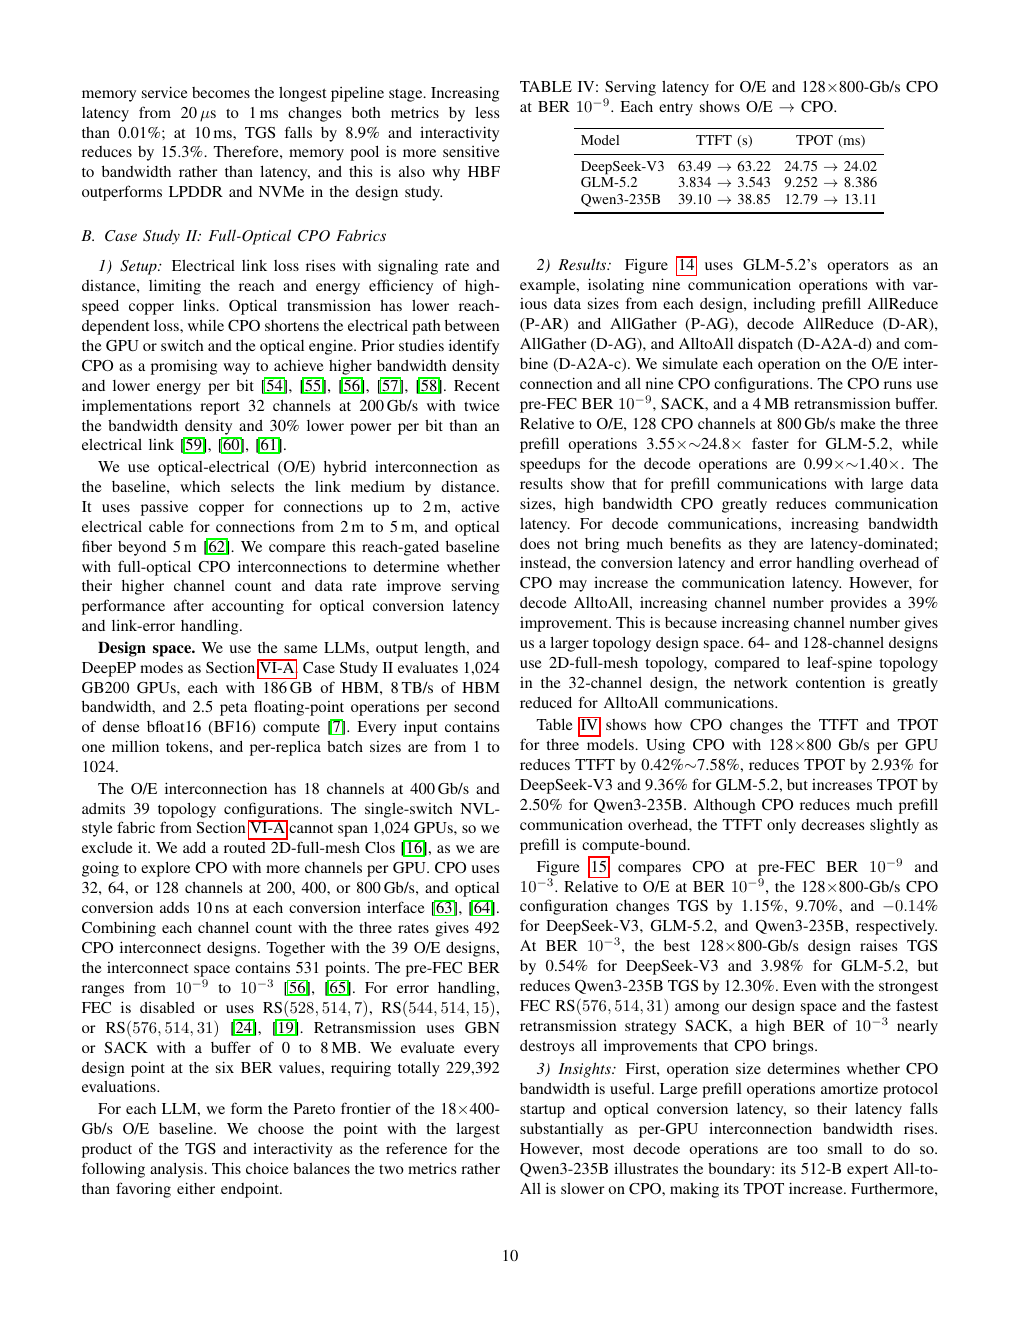 memory service becomes the longest pipeline stage. Increasing
latency from 20 μs to 1 ms changes both metrics by less
than 0.01%; at 10 ms, TGS falls by 8.9% and interactivity
reduces by 15.3%. Therefore, memory pool is more sensitive
to bandwidth rather than latency, and this is also why HBF
outperforms LPDDR and NVMe in the design study.
B. Case Study II: Full-Optical CPO Fabrics
1) Setup: Electrical link loss rises with signaling rate and
distance, limiting the reach and energy efficiency of high-
speed copper links. Optical transmission has lower reach-
dependent loss, while CPO shortens the electrical path between
the GPU or switch and the optical engine. Prior studies identify
CPO as a promising way to achieve higher bandwidth density
and lower energy per bit [54], [55], [56], [57], [58]. Recent
implementations report 32 channels at 200 Gb/s with twice
the bandwidth density and 30% lower power per bit than an
electrical link [59], [60], [61].
We use optical-electrical (O/E) hybrid interconnection as
the baseline, which selects the link medium by distance.
It uses passive copper for connections up to 2 m, active
electrical cable for connections from 2 m to 5 m, and optical
fiber beyond 5 m [62]. We compare this reach-gated baseline
with full-optical CPO interconnections to determine whether
their higher channel count and data rate improve serving
performance after accounting for optical conversion latency
and link-error handling.
Design space. We use the same LLMs, output length, and
DeepEP modes as Section VI-A. Case Study II evaluates 1,024
GB200 GPUs, each with 186 GB of HBM, 8 TB/s of HBM
bandwidth, and 2.5 peta floating-point operations per second
of dense bfloat16 (BF16) compute [7]. Every input contains
one million tokens, and per-replica batch sizes are from 1 to
1024.
The O/E interconnection has 18 channels at 400 Gb/s and
admits 39 topology configurations. The single-switch NVL-
style fabric from Section VI-A cannot span 1,024 GPUs, so we
exclude it. We add a routed 2D-full-mesh Clos [16], as we are
going to explore CPO with more channels per GPU. CPO uses
32, 64, or 128 channels at 200, 400, or 800 Gb/s, and optical
conversion adds 10 ns at each conversion interface [63], [64].
Combining each channel count with the three rates gives 492
CPO interconnect designs. Together with the 39 O/E designs,
the interconnect space contains 531 points. The pre-FEC BER
ranges from 10⁻⁹ to 10⁻³ [56], [65]. For error handling,
FEC is disabled or uses RS(528, 514, 7), RS(544, 514, 15),
or RS(576, 514, 31) [24], [19]. Retransmission uses GBN
or SACK with a buffer of 0 to 8 MB. We evaluate every
design point at the six BER values, requiring totally 229,392
evaluations.
For each LLM, we form the Pareto frontier of the 18×400-
Gb/s O/E baseline. We choose the point with the largest
product of the TGS and interactivity as the reference for the
following analysis. This choice balances the two metrics rather
than favoring either endpoint.
TABLE IV: Serving latency for O/E and 128×800-Gb/s CPO
at BER 10⁻⁹. Each entry shows O/E → CPO.
Model TTFT (s) TPOT (ms)
DeepSeek-V3 63.49 → 63.22 24.75 → 24.02
GLM-5.2 3.834 → 3.543 9.252 → 8.386
Qwen3-235B 39.10 → 38.85 12.79 → 13.11
2) Results: Figure 14 uses GLM-5.2's operators as an
example, isolating nine communication operations with var-
ious data sizes from each design, including prefill AllReduce
(P-AR) and AllGather (P-AG), decode AllReduce (D-AR),
AllGather (D-AG), and AlltoAll dispatch (D-A2A-d) and com-
bine (D-A2A-c). We simulate each operation on the O/E inter-
connection and all nine CPO configurations. The CPO runs use
pre-FEC BER 10⁻⁹, SACK, and a 4 MB retransmission buffer.
Relative to O/E, 128 CPO channels at 800 Gb/s make the three
prefill operations 3.55×∼24.8× faster for GLM-5.2, while
speedups for the decode operations are 0.99×∼1.40×. The
results show that for prefill communications with large data
sizes, high bandwidth CPO greatly reduces communication
latency. For decode communications, increasing bandwidth
does not bring much benefits as they are latency-dominated;
instead, the conversion latency and error handling overhead of
CPO may increase the communication latency. However, for
decode AlltoAll, increasing channel number provides a 39%
improvement. This is because increasing channel number gives
us a larger topology design space. 64- and 128-channel designs
use 2D-full-mesh topology, compared to leaf-spine topology
in the 32-channel design, the network contention is greatly
reduced for AlltoAll communications.
Table IV shows how CPO changes the TTFT and TPOT
for three models. Using CPO with 128×800 Gb/s per GPU
reduces TTFT by 0.42%∼7.58%, reduces TPOT by 2.93% for
DeepSeek-V3 and 9.36% for GLM-5.2, but increases TPOT by
2.50% for Qwen3-235B. Although CPO reduces much prefill
communication overhead, the TTFT only decreases slightly as
prefill is compute-bound.
Figure 15 compares CPO at pre-FEC BER 10⁻⁹ and
10⁻³. Relative to O/E at BER 10⁻⁹, the 128×800-Gb/s CPO
configuration changes TGS by 1.15%, 9.70%, and −0.14%
for DeepSeek-V3, GLM-5.2, and Qwen3-235B, respectively.
At BER 10⁻³, the best 128×800-Gb/s design raises TGS
by 0.54% for DeepSeek-V3 and 3.98% for GLM-5.2, but
reduces Qwen3-235B TGS by 12.30%. Even with the strongest
FEC RS(576, 514, 31) among our design space and the fastest
retransmission strategy SACK, a high BER of 10⁻³ nearly
destroys all improvements that CPO brings.
3) Insights: First, operation size determines whether CPO
bandwidth is useful. Large prefill operations amortize protocol
startup and optical conversion latency, so their latency falls
substantially as per-GPU interconnection bandwidth rises.
However, most decode operations are too small to do so.
Qwen3-235B illustrates the boundary: its 512-B expert All-to-
All is slower on CPO, making its TPOT increase. Furthermore,
10